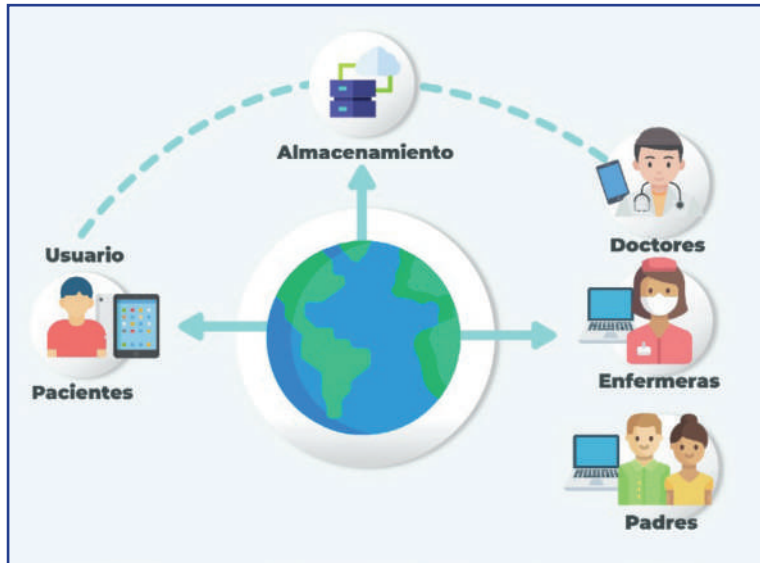 Almacenamiento
Usuario
Pacientes
Doctores
Enfermeras
Padres